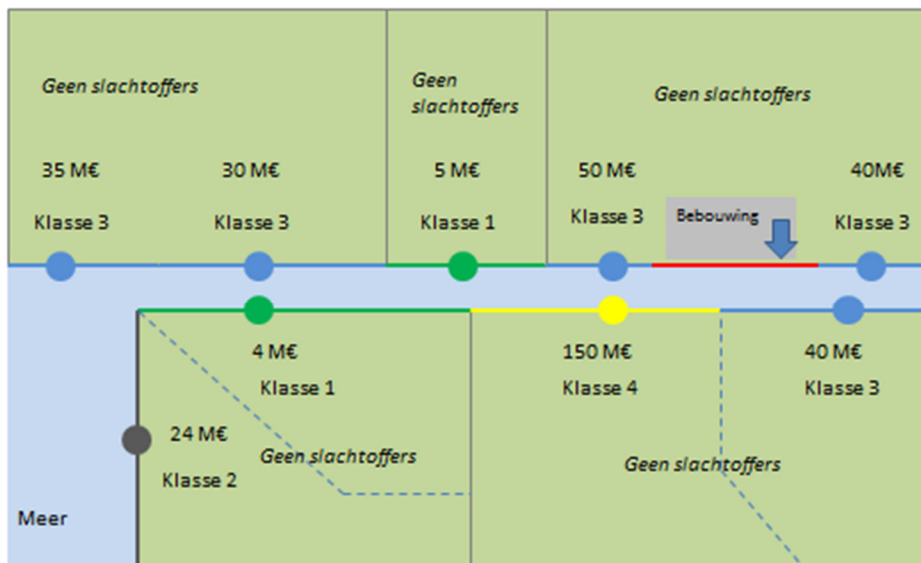 Geen slachtoffers
Geen
slachtoffers
Geen slachtoffers
35 M€
30 M€
5 M€
50 M€
40M€
Klasse 3
Klasse 3
Klasse 1
Klasse 3
Bebouwing
Klasse 3
4 M€
150 M€
40 M€
Klasse 1
Klasse 4
Klasse 3
24 M€
Geen slachtoffers
Geen slachtoffers
Klasse 2
Meer